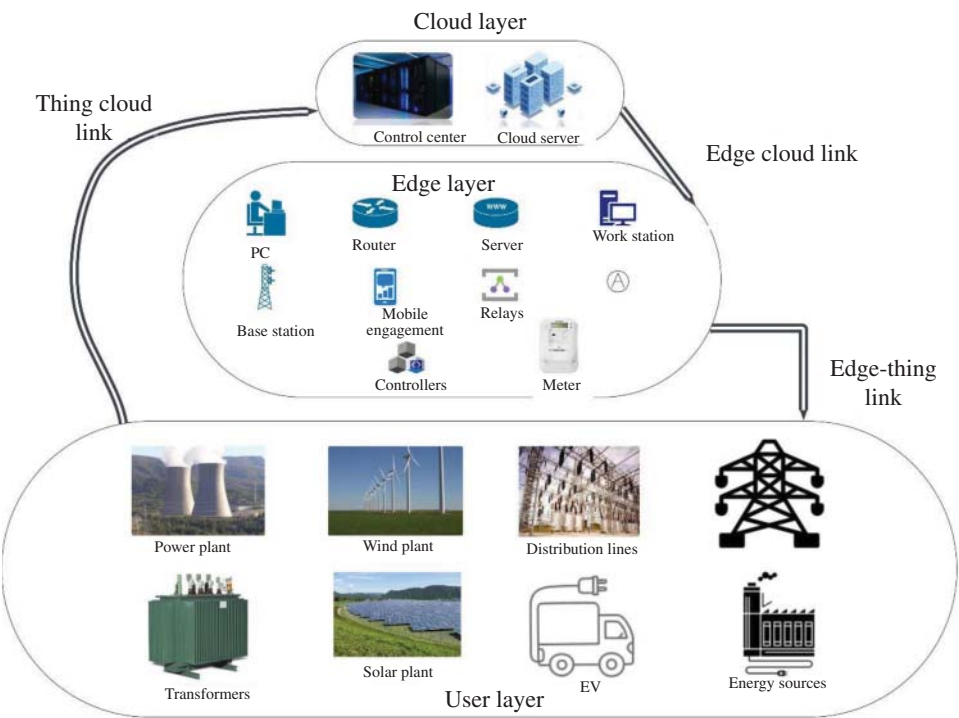 Cloud layer
Thing cloud
link
Control center
Cloud server
Edge cloud link
Edge layer
PC
Router
WWW
Server
Work station
Base station
Mobile
engagement
Relays
A
Controllers
Meter
Edge-thing
link
Power plant
Wind plant
Distribution lines
Transformers
Solar plant
EV
Energy sources
User layer